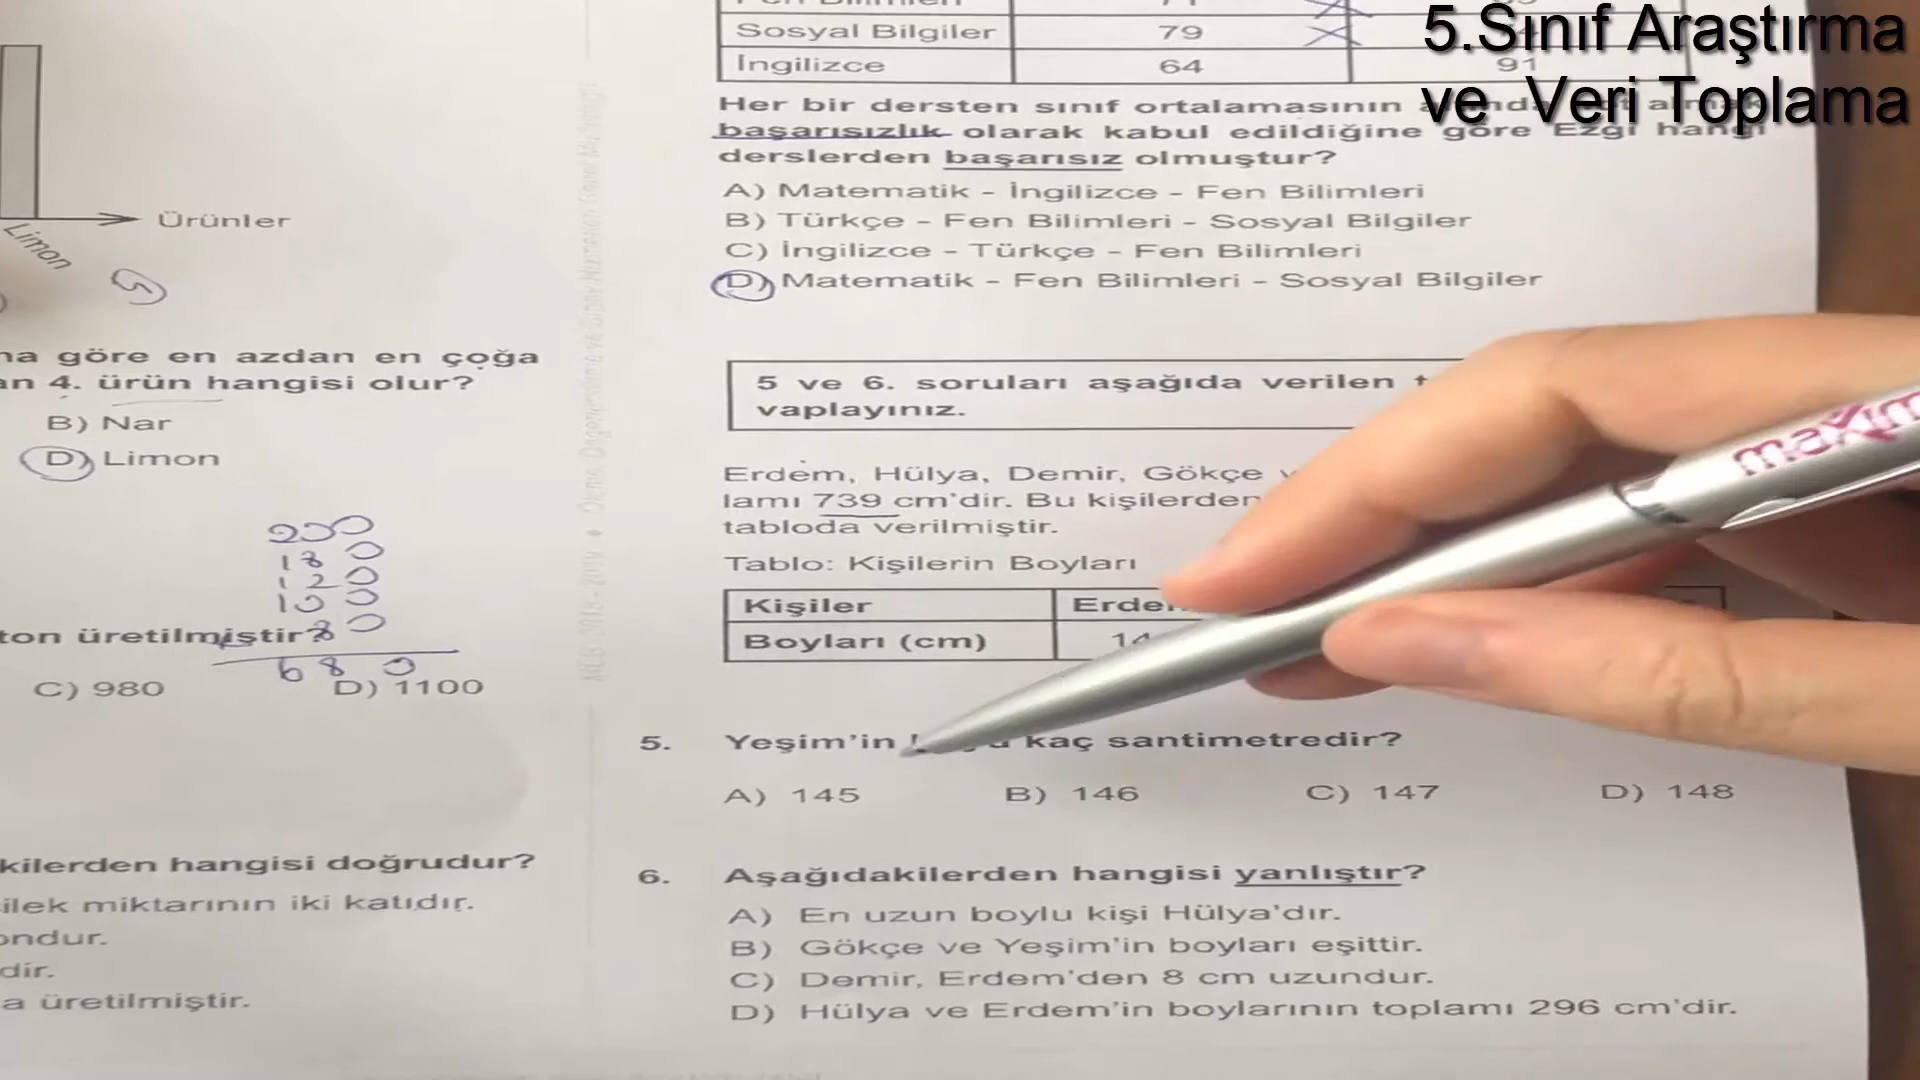 5.Sınıf Araştırma
ve Veri Toplama
Ürünler
Limon
göre en azdan en çoğa
4. ürün hangisi olur?
B) Nar
D) Limon
200
180
120
100
80
680
ton üretilmiştir?
C) 980 D) 1100
hangisi doğrudur?
miktarının iki katıdır.
üretilmiştir.
Sosyal Bilgiler 79
İngilizce 64 91
Her bir dersten sınıf ortalamasının
başarısızlık olarak kabul edildiğine göre Ezgi hangi
derslerden başarısız olmuştur?
A) Matematik - İngilizce - Fen Bilimleri
B) Türkçe - Fen Bilimleri - Sosyal Bilgiler
C) İngilizce - Türkçe - Fen Bilimleri
D) Matematik - Fen Bilimleri - Sosyal Bilgiler
5 ve 6. soruları aşağıda verilen
vaplayınız.
Erdem, Hülya, Demir, Gökçe
lamı 739 cm'dir. Bu kişilerden
tabloda verilmiştir.
Tablo: Kişilerin Boyları
Kişiler
Boyları (cm)
5. Yeşim'in kaç santimetredir?
A) 145 B) 146 C) 147 D) 148
6. Aşağıdakilerden hangisi yanlıştır?
A) En uzun boylu kişi Hülya'dır.
B) Gökçe ve Yeşim'in boyları eşittir.
C) Demir, Erdem'den 8 cm uzundur.
D) Hülya ve Erdem'in boylarının toplamı 296 cm'dir.